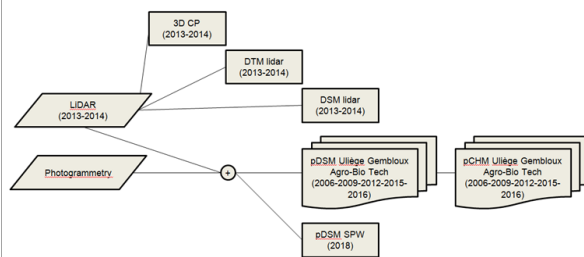 3D CP
(2013-2014)
DTM lidar
(2013-2014)
DSM lidar
(2013-2014)
LiDAR
(2013-2014)
Photogrammetry
+
pDSM Uliège Gembloux
Agro-Bio Tech
(2006-2009-2012-2015-
2016)
pCHM Uliège Gembloux
Agro-Bio Tech
(2006-2009-2012-2015-
2016)
pDSM SPW
(2018)